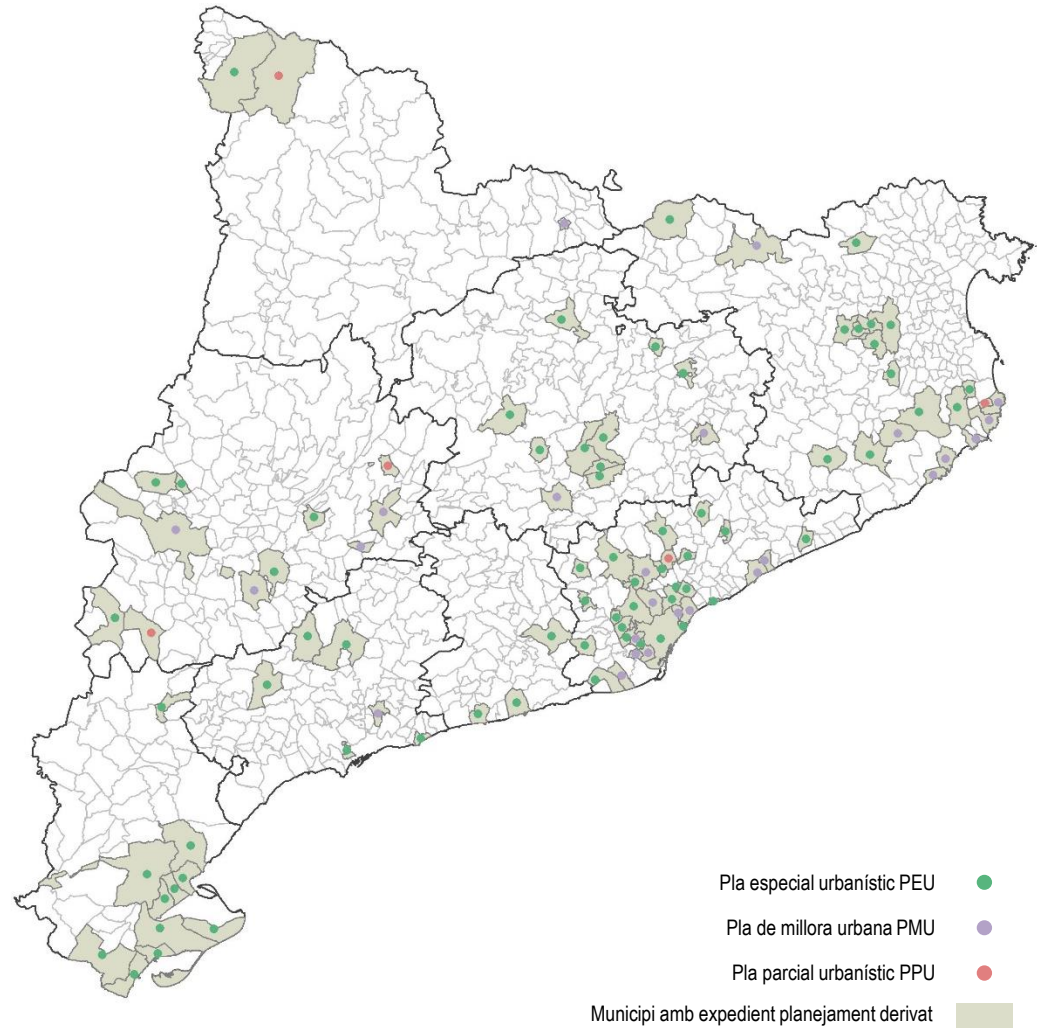 Pla especial urbanístic PEU
Pla de millora urbana PMU
Pla parcial urbanístic PPU
Municipi amb expedient planejament derivat